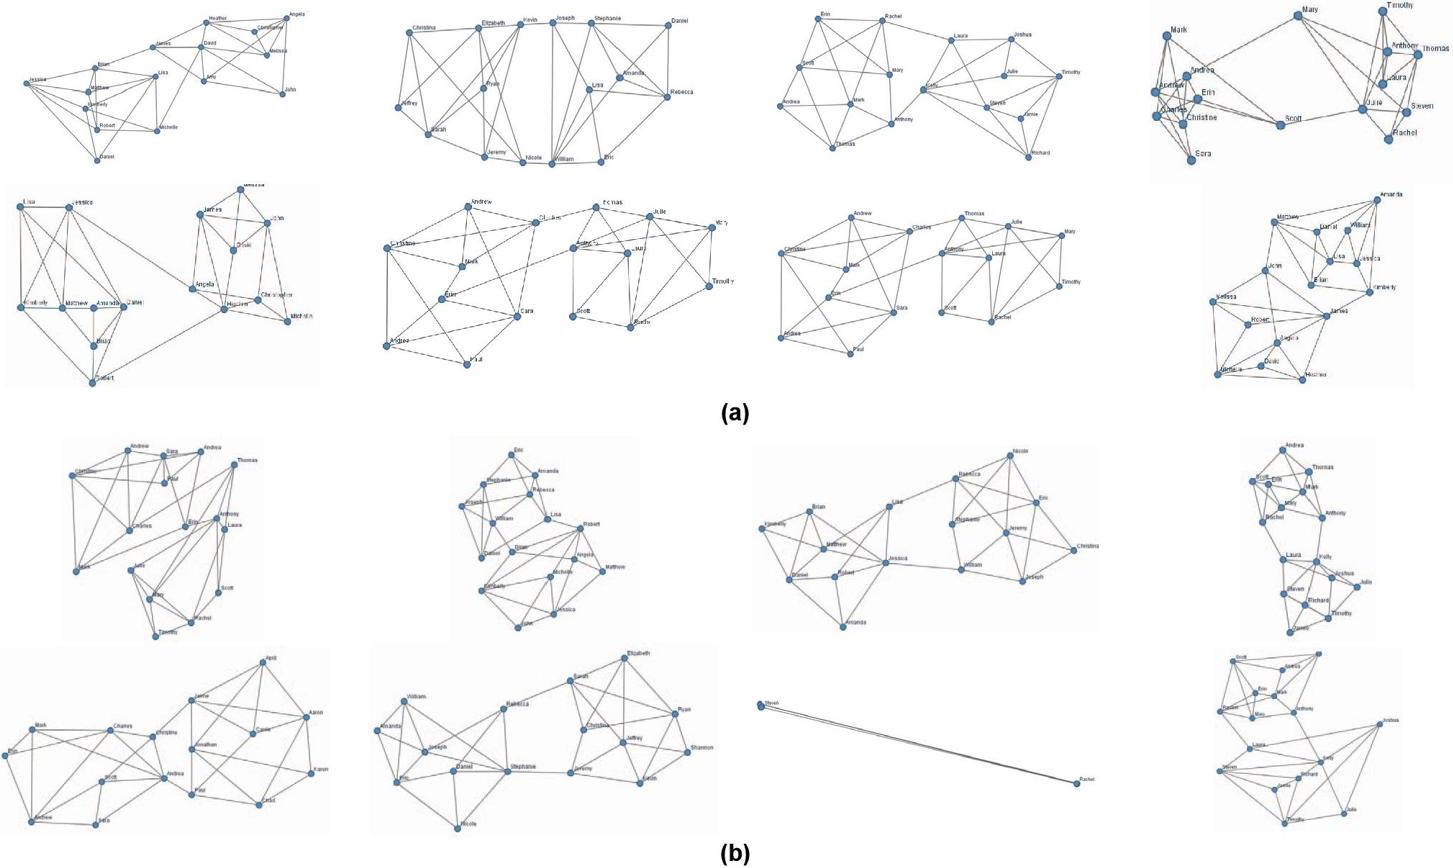 Heather
Angela
Christopher
James
David
Melissa
Brian
Jessica
Lisa
Amy
Matthew
John
Kimberly
Robert
Michelle
Daniel
Christina
Elizabeth
Kevin
Joseph
Stephanie
Daniel
Ryan
Amanda
Lisa
Jeffrey
Rebecca
Sarah
Jeremy
Nicole
William
Eric
Erin
Rachel
Laura
Joshua
Scott
Mary
Julie
Timothy
Kelly
Andrea
Mark
Steven
Anthony
Jamie
Thomas
Richard
Mark
Mary
Timothy
Anthony
Thomas
Andrea
Laura
Andrew
Erin
Julie
Steven
Charles
Christine
Scott
Rachel
Sara
Lisa
Jessica
James
John
David
Angela
Kimberly
Matthew
Amanda
Daniel
Christopher
Heather
Michelle
Brian
Robert
Andrew
Charles
Thomas
Julie
Mary
Christine
Anthony
Laura
Mark
Erin
Timothy
Sara
Scott
Rachel
Andrea
Paul
Andrew
Thomas
Charles
Julie
Mary
Christine
Anthony
Laura
Mark
Erin
Timothy
Sara
Scott
Rachel
Andrea
Paul
Amanda
Matthew
Daniel
William
Lisa
Jessica
John
Brian
Kimberly
Melissa
James
Robert
Angela
David
Michelle
Heather
(a)
Andrew
Sara
Andrea
Thomas
Christine
Paul
Charles
Erin
Anthony
Laura
Mark
Julie
Scott
Mary
Rachel
Timothy
Eric
Amanda
Stephanie
Rebecca
Joseph
William
Lisa
Robert
Daniel
Brian
Angela
Matthew
Michelle
Kimberly
Jessica
John
Nicole
Rebecca
Lisa
Eric
Brian
Kimberly
Stephanie
Jeremy
Matthew
Christina
Jessica
Daniel
Robert
William
Joseph
Amanda
Andrea
Thomas
Scott
Erin
Mark
Mary
Rachel
Anthony
Laura
Kelly
Joshua
Julie
Steven
Richard
Timothy
Jamie
April
Jaime
Aaron
Mark
Charles
Christine
Carrie
Erin
Jonathan
Scott
Andrea
Karen
Paul
Chad
Andrew
Sara
Elizabeth
Sarah
William
Rebecca
Ryan
Amanda
Christina
Joseph
Jeffrey
Shannon
Eric
Daniel
Stephanie
Jeremy
Kevin
Nicole
Steven
Rachel
Scott
Andrea
Erin
Mark
Rachel
Mary
Anthony
Joshua
Laura
Kelly
Steven
Richard
Jamie
Julie
Timothy
(b)